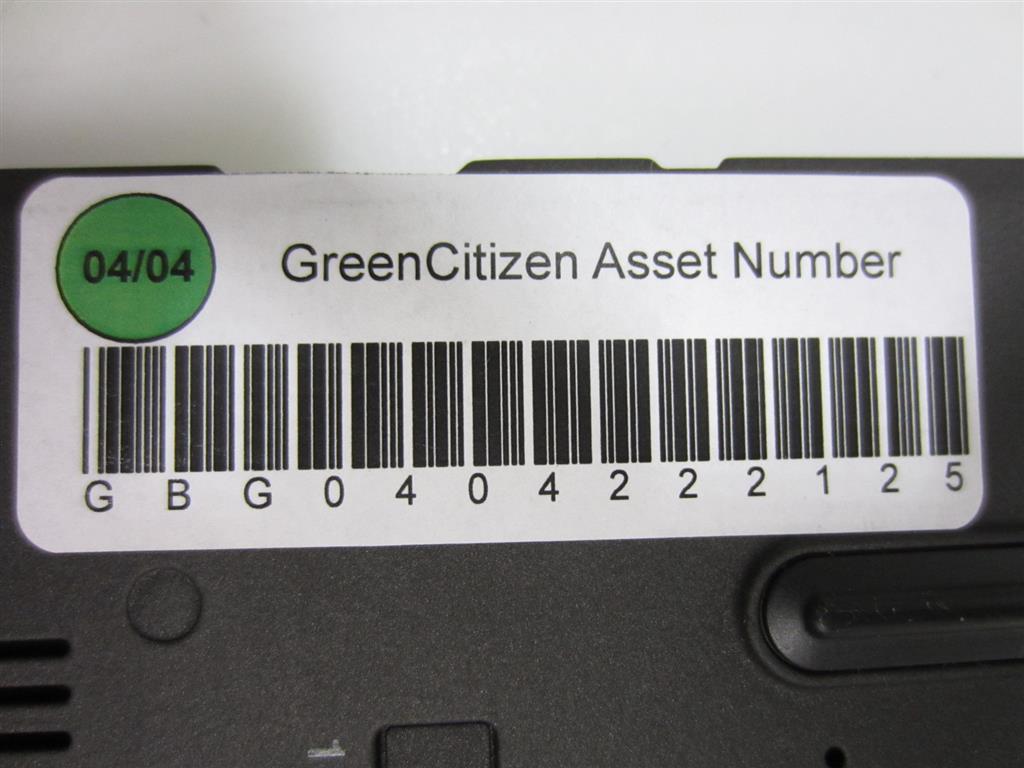 04/04
GreenCitizen Asset Number
G B G 0 4 0 4 2 2 2 1 2 5